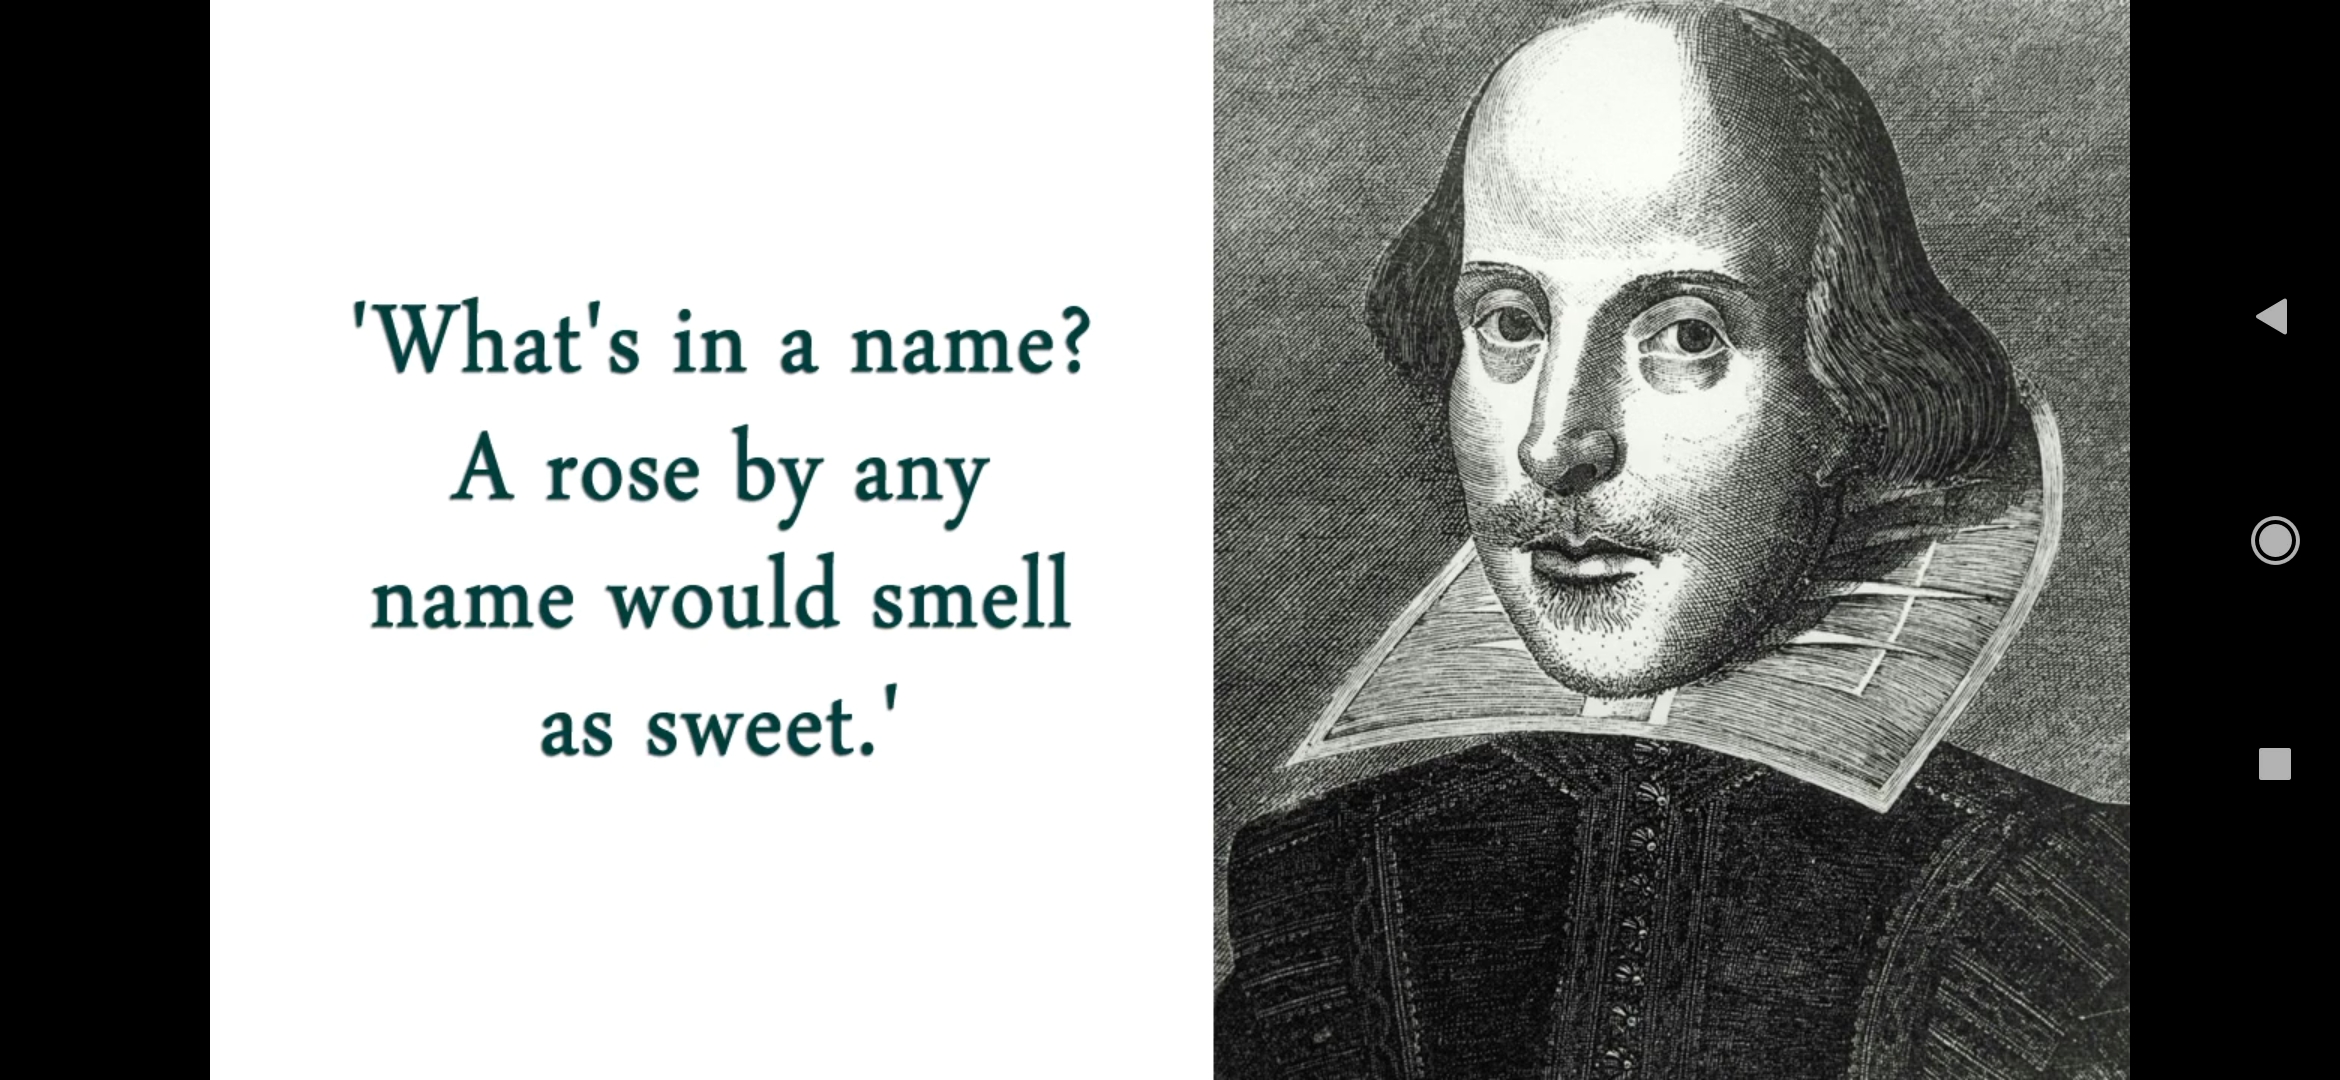 'What's in a name?
A rose by any
name would smell
as sweet.'